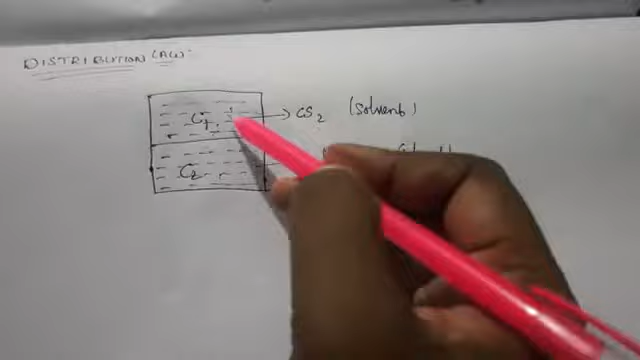 DISTRIBUTION LAW:
C₁
→ CS₂ (Solvent)
C₂